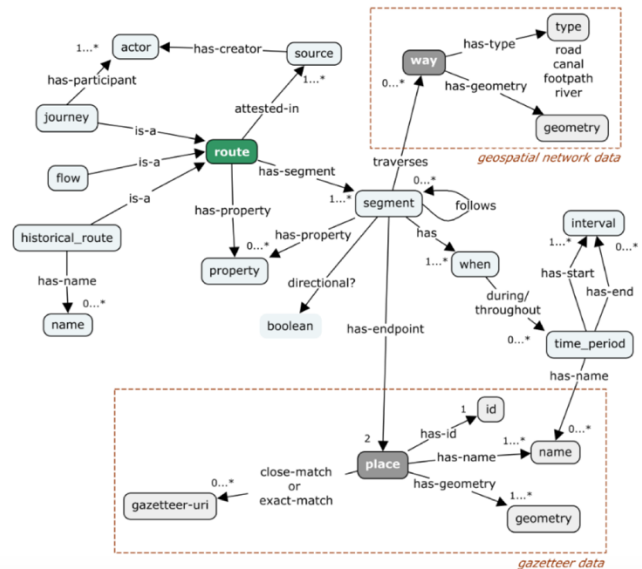 1...*
actor
has-creator
source
1...*
has-participant
attested-in
journey
is-a
route
flow
is-a
has-segment
is-a
historical_route
has-property
has-name
0...*
name
0...*
property
has-property
1...*
segment
0...*
follows
traverses
0...*
way
has-type
type
road
canal
footpath
river
has-geometry
geometry
geospatial network data
directional?
boolean
has
1...*
when
during/
throughout
0...*
time_period
interval
1...*
0...*
has-start
has-end
has-name
0...*
has-endpoint
2
place
has-id
1
id
has-name
1...*
name
has-geometry
1...*
geometry
close-match
or
exact-match
0...*
gazetteer-uri
gazetteer data